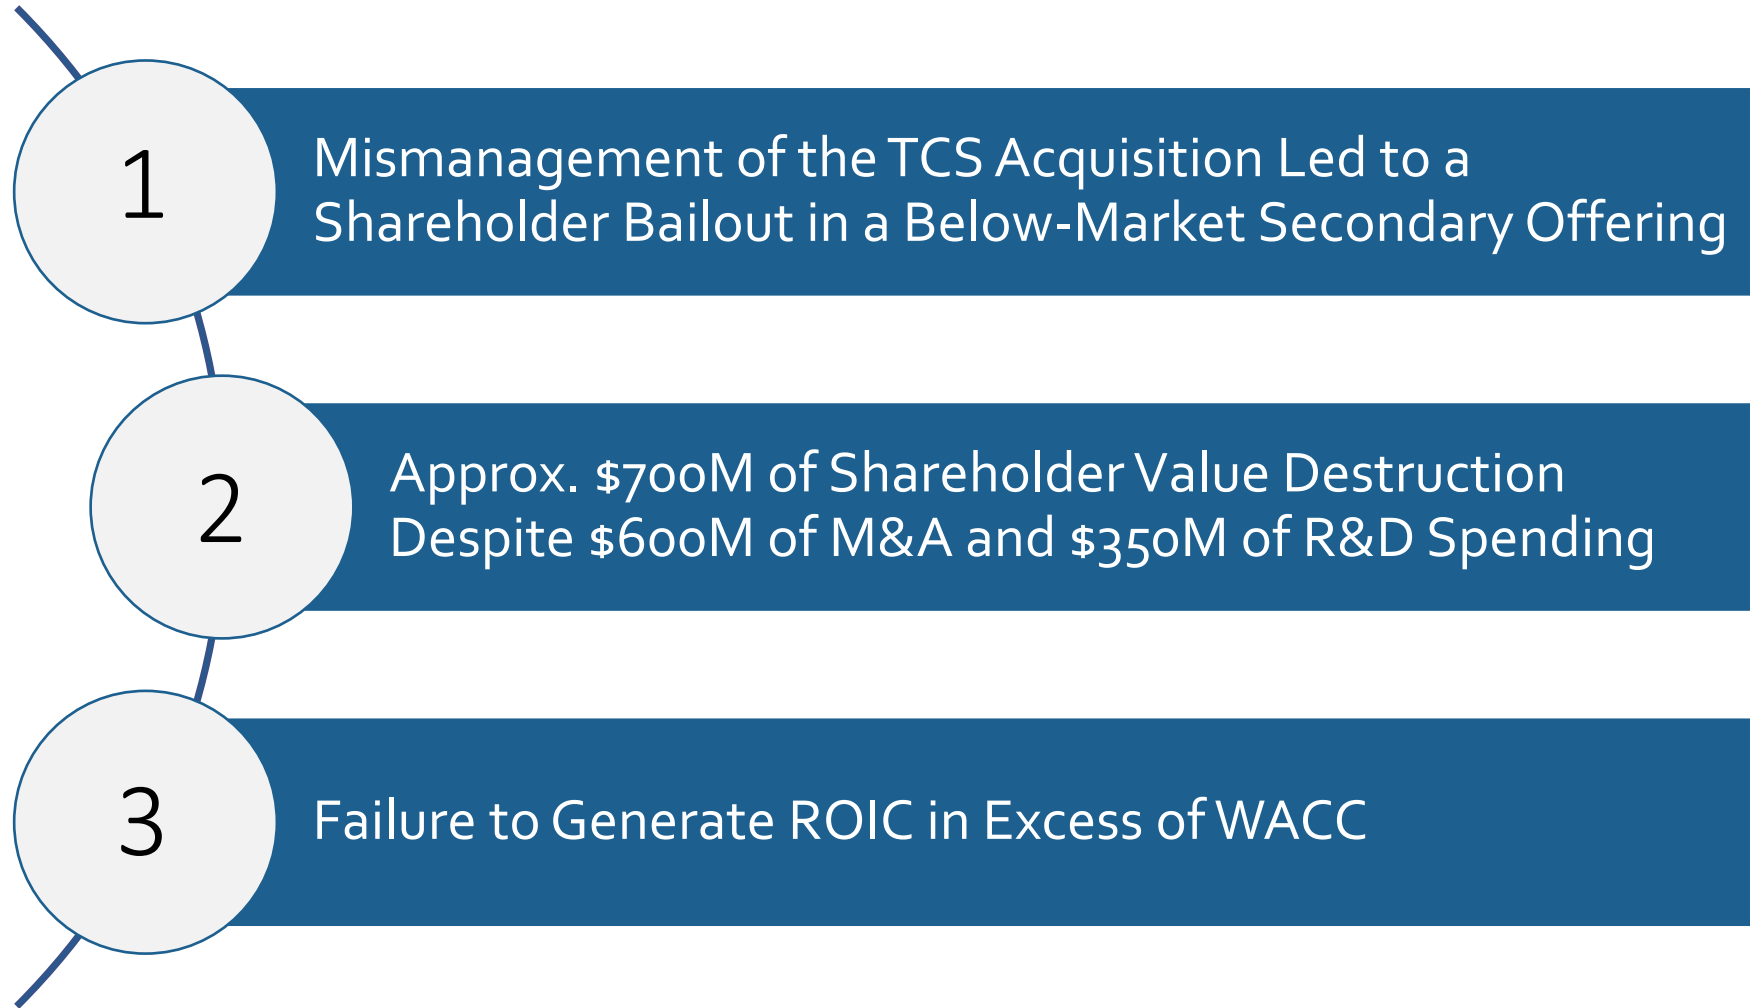 1
Mismanagement of the TCS Acquisition Led to a
Shareholder Bailout in a Below-Market Secondary Offering
2
Approx. $700M of Shareholder Value Destruction
Despite $600M of M&A and $350M of R&D Spending
3
Failure to Generate ROIC in Excess of WACC